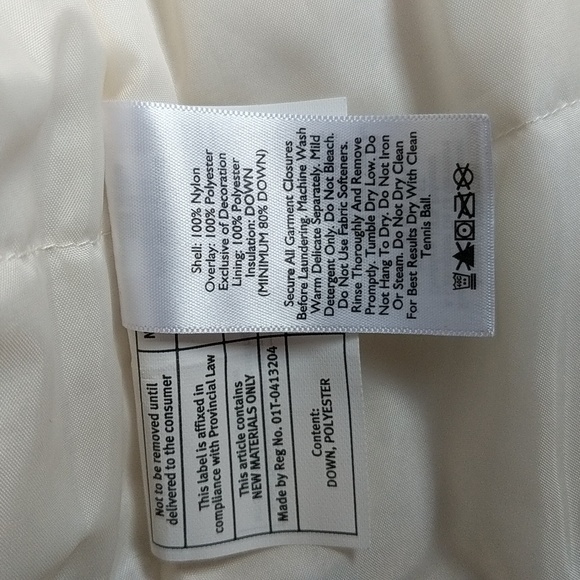 Shell: 100% Nylon
Overlay: 100% Polyester
Exclusive of Decoration
Lining: 100% Polyester
Insulation: DOWN
(MINIMUM 80% DOWN)
Secure All Garment Closures
Before Laundering. Machine Wash
Warm Delicate Separately. Mild
Detergent Only. Do Not Bleach.
Do Not Use Fabric Softeners.
Rinse Thoroughly And Remove
Promptly. Tumble Dry Low. Do
Not Hang To Dry. Do Not Iron
Or Steam. Do Not Dry Clean
For Best Results Dry With Clean
Tennis Ball.
Not to be removed until
delivered to the consumer
This label is affixed in
compliance with Provincial Law
This article contains
NEW MATERIALS ONLY
Made by Reg No. 01T-0413204
Content:
DOWN, POLYESTER